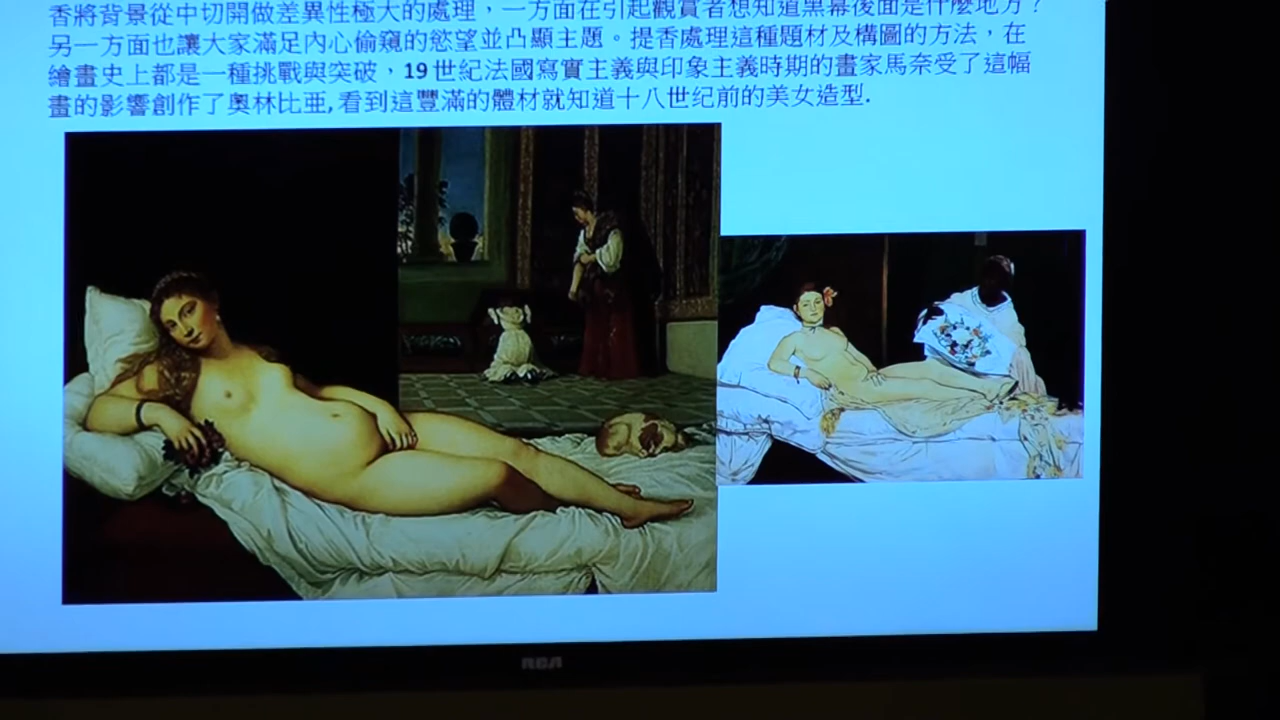 香將背景從中切開做差異性極大的處理，一方面在引起觀賞者想知道黑幕後面是什麼地方？
另一方面也讓大家滿足內心偷窺的慾望並凸顯主題。提香處理這種題材及構圖的方法，在
繪畫史上都是一種挑戰與突破，19世紀法國寫實主義與印象主義時期的畫家馬奈受了這幅
畫的影響創作了奧林比亜,看到這豐滿的體材就知道十八世纪前的美女造型.
RCA